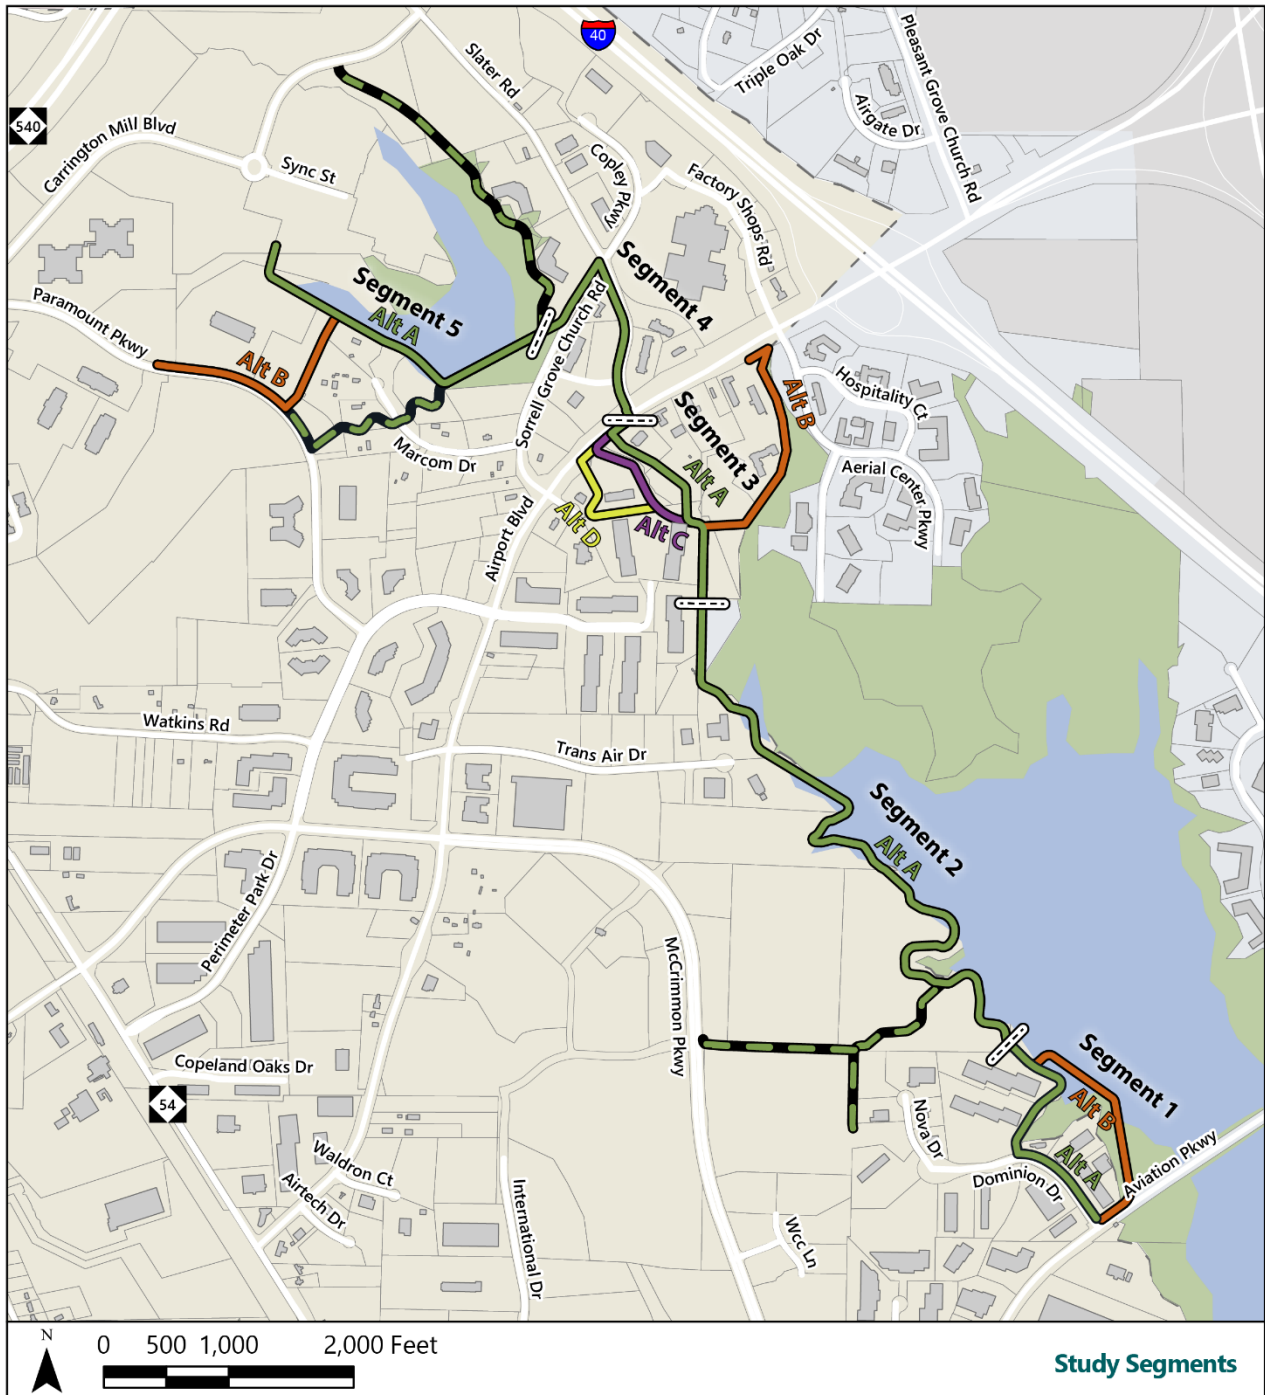 40
Slater Rd
Triple Oak Dr
Pleasant Grove Church Rd
Airgate Dr
540
Carrington Mill Blvd
Sync St
Copley Pkwy
Factory Shops Rd
Segment 4
Paramount Pkwy
Segment 5
Alt A
Alt B
Sorrell Grove Church Rd
Hospitality Ct
Alt B
Segment 3
Alt A
Marcom Dr
Aerial Center Pkwy
Airport Blvd
Alt D
Alt C
Watkins Rd
Trans Air Dr
Segment 2
Alt A
Perimeter Park Dr
McCrimmon Pkwy
Copeland Oaks Dr
54
Segment 1
Alt B
Nova Dr
Alt A
Aviation Pkwy
Dominion Dr
Waldron Ct
Airtech Dr
International Dr
Wcc Ln
N
0 500 1,000 2,000 Feet
Study Segments